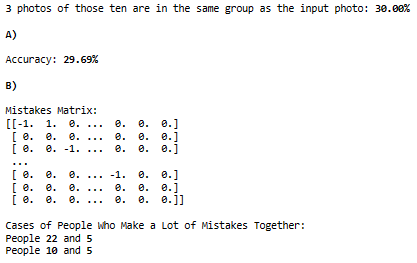 3 photos of those ten are in the same group as the input photo: 30.00%
A)
Accuracy: 29.69%
B)
Mistakes Matrix:
[[-1. 1. 0. ... 0. 0. 0.]
[ 0. 0. 0. ... 0. 0. 0.]
[ 0. 0. -1. ... 0. 0. 0.]
...
[ 0. 0. 0. ... -1. 0. 0.]
[ 0. 0. 0. ... 0. 0. 0.]
[ 0. 0. 0. ... 0. 0. 0.]]
Cases of People Who Make a Lot of Mistakes Together:
People 22 and 5
People 10 and 5